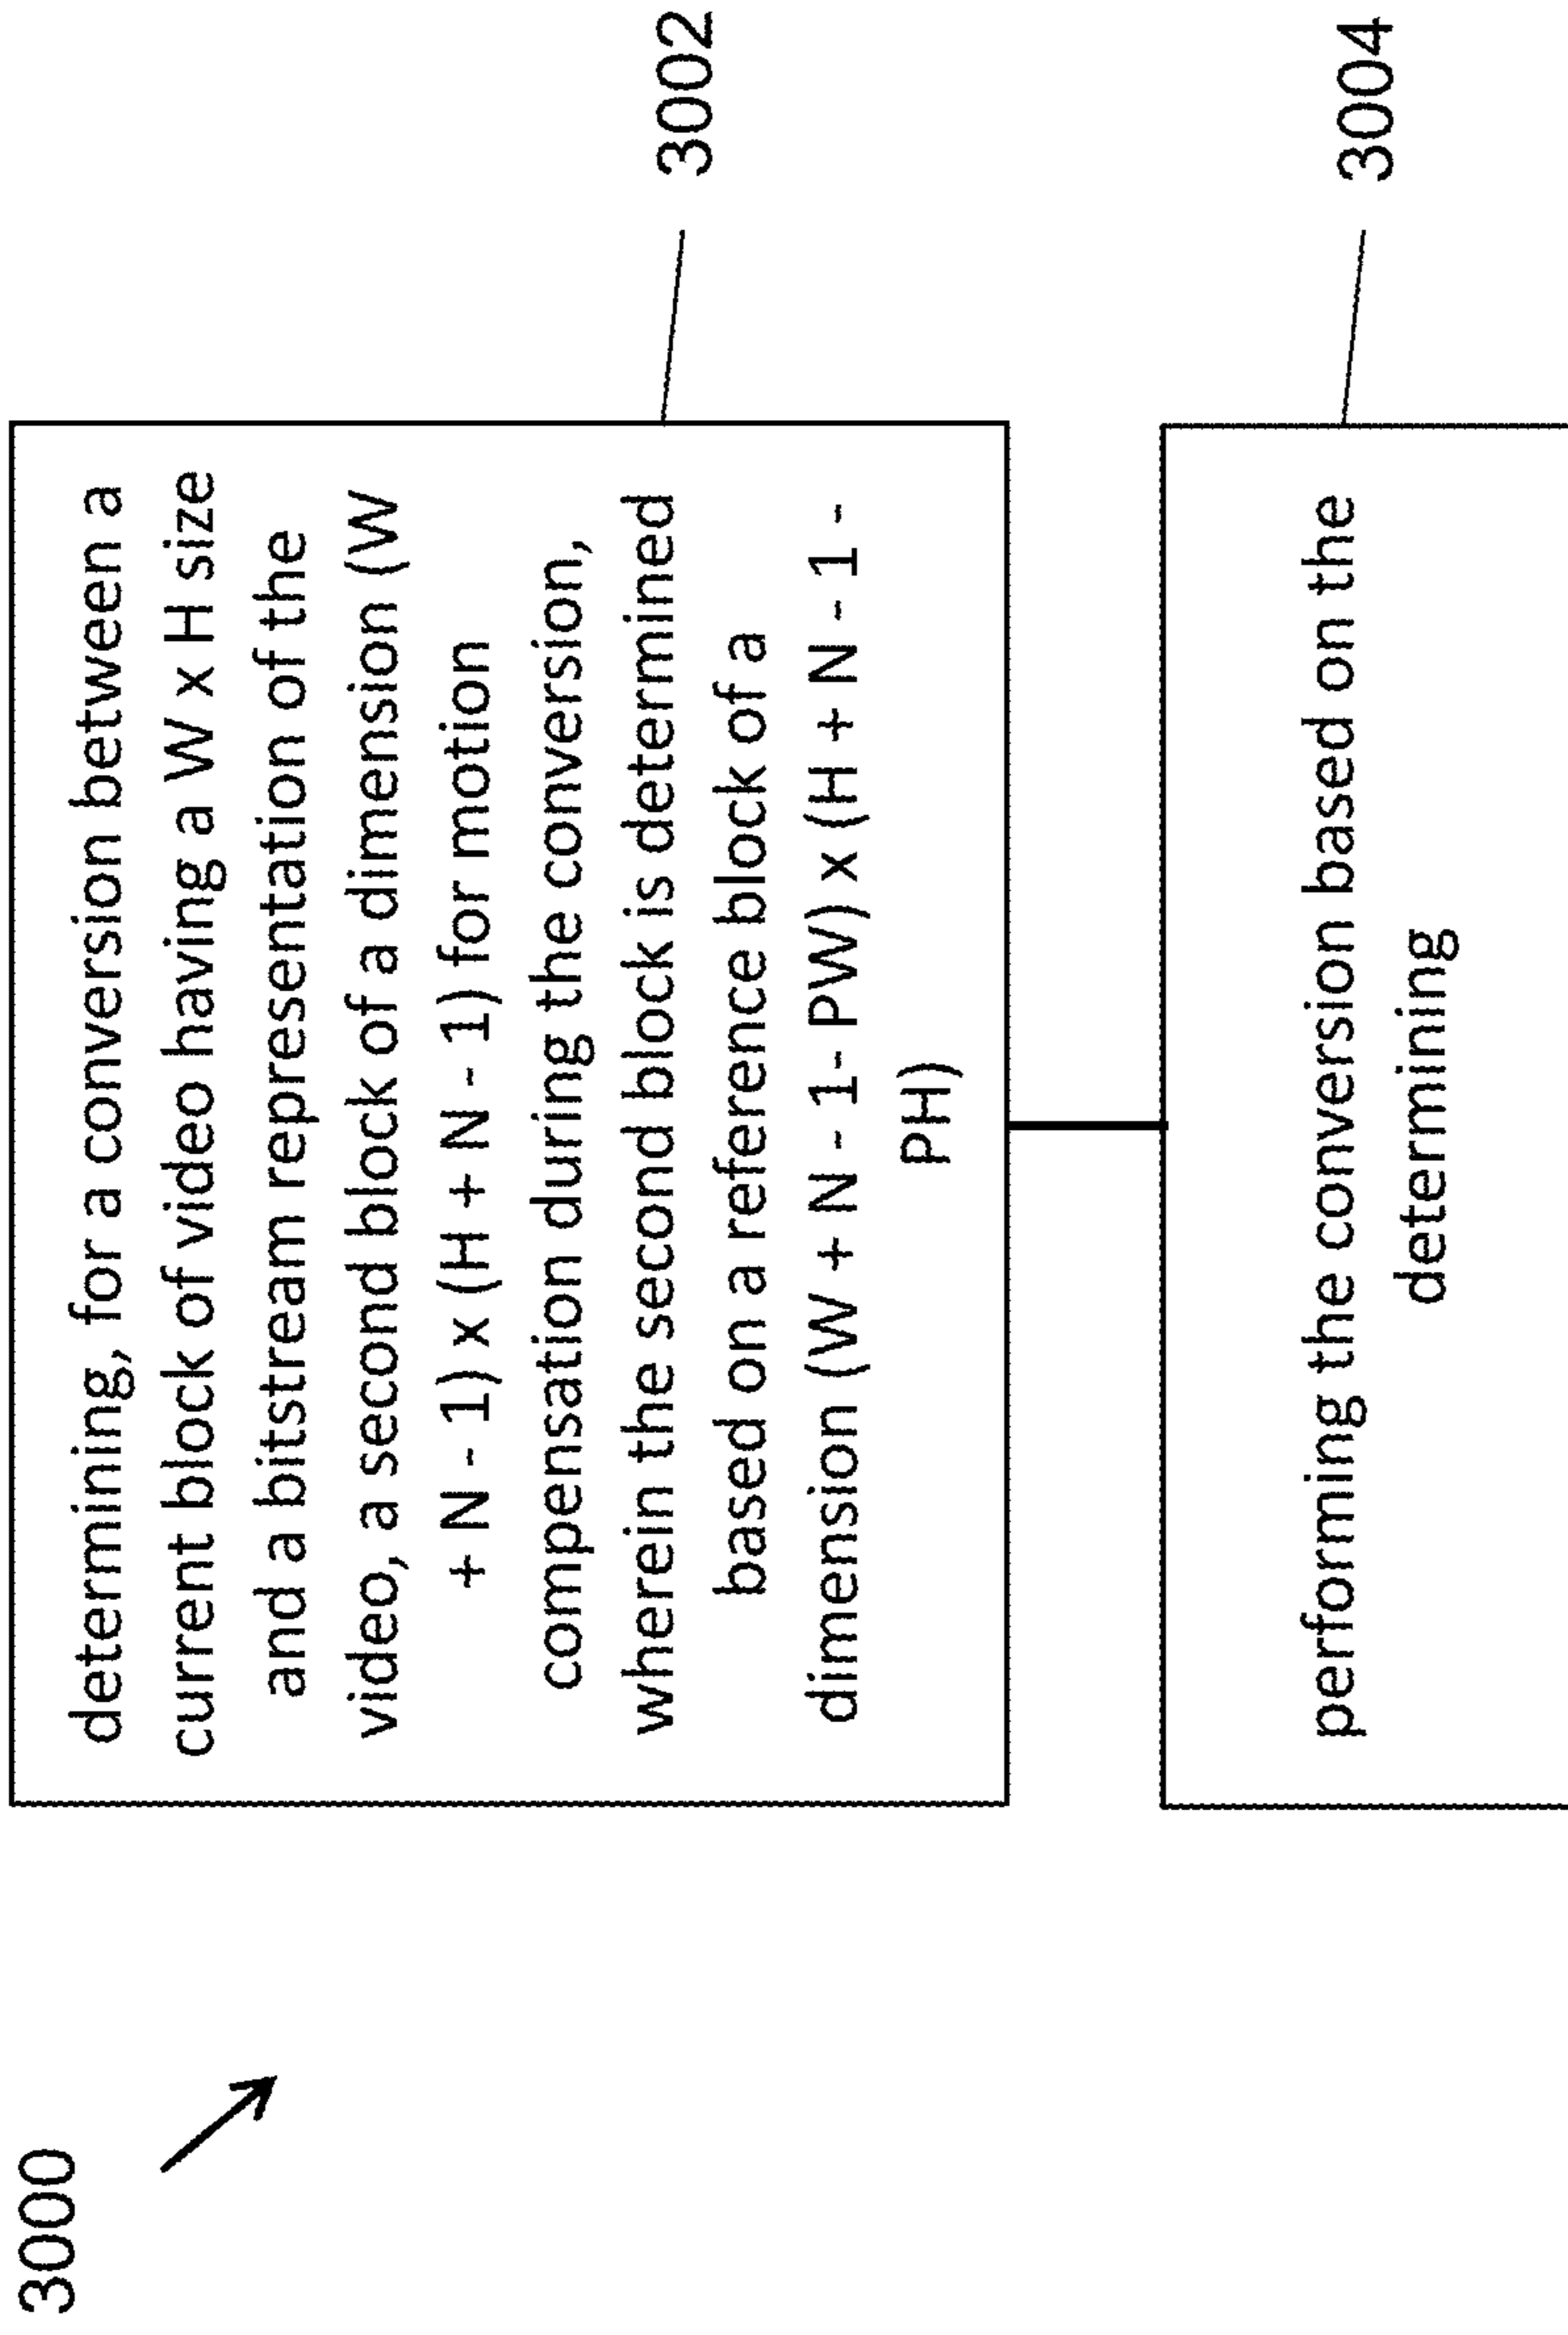 3000
determining, for a conversion between a
current block of video having a W x H size
and a bitstream representation of the
video, a second block of a dimension (W
+ N - 1) x (H + N - 1) for motion
compensation during the conversion,
wherein the second block is determined
based on a reference block of a
dimension (W + N - 1- PW) x (H + N - 1 -
PH)
3002
performing the conversion based on the
determining
3004